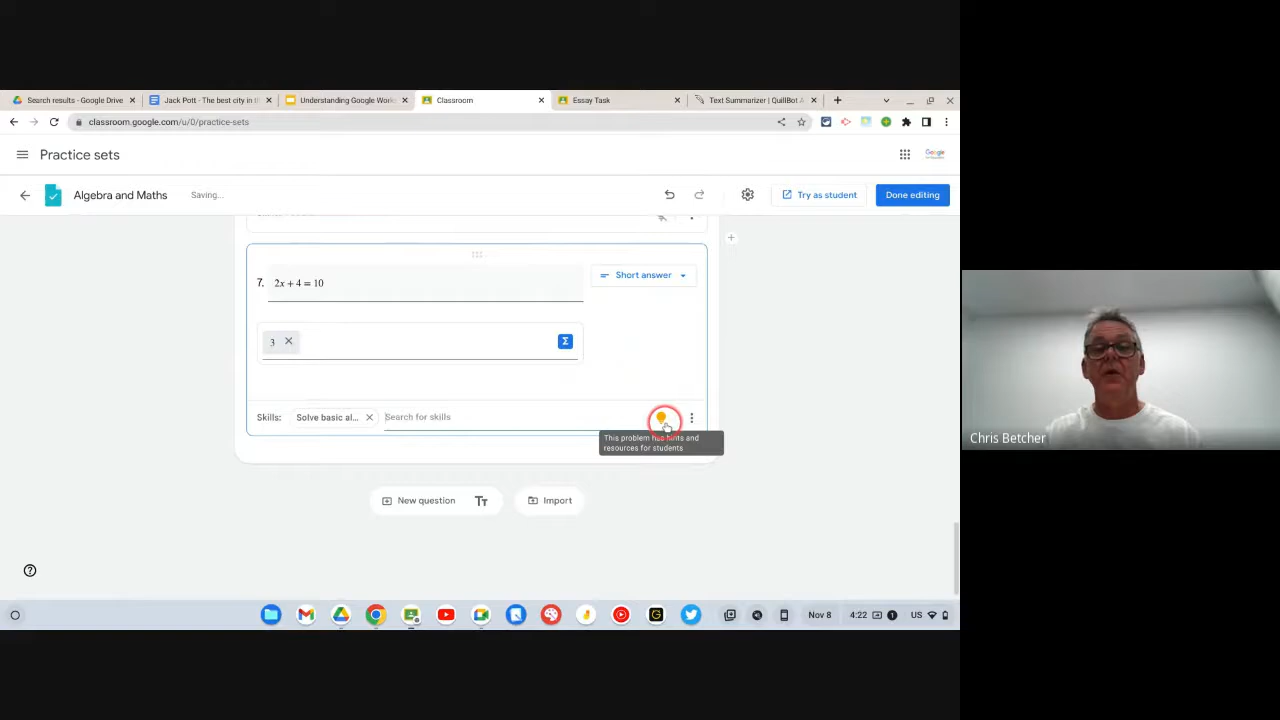 Search results - Google Drive
Jack Pott - The best city in t
Understanding Google Work
Classroom
Essay Task
Text Summarizer | QuillBot A
classroom.google.com/u/0/practice-sets
Practice sets
Google
Algebra and Maths
Saving...
Try as student
Done editing
7.
2x + 4 = 10
Short answer
3
Σ
Skills:
Solve basic al...
Search for skills
This problem has hints and
resources for students
New question
Tт
Import
Chris Betcher
Nov 8
4:22
US